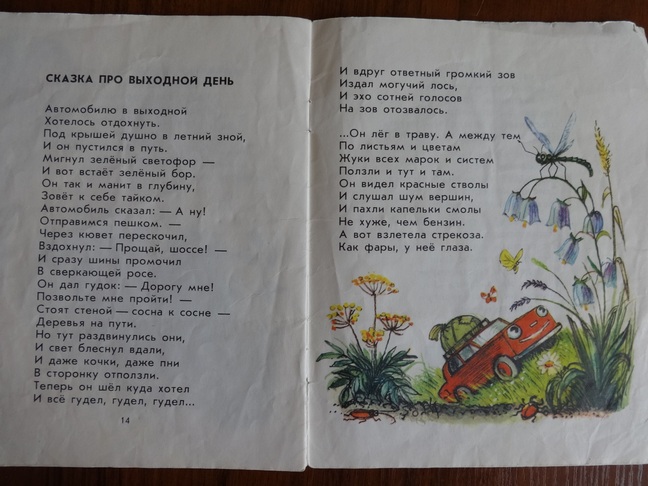 СКАЗКА ПРО ВЫХОДНОЙ ДЕНЬ
Автомобилю в выходной
Хотелось отдохнуть.
Под крышей душно в летний зной,
И он пустился в путь.
Мигнул зелёный светофор —
И вот встаёт зелёный бор.
Он так и манит в глубину,
Зовёт к себе тайком.
Автомобиль сказал: — А ну!
Отправимся пешком. —
Через кювет перескочил,
Вздохнул: — Прощай, шоссе! —
И сразу шины промочил
В сверкающей росе.
Он дал гудок: — Дорогу мне!
Позвольте мне пройти! —
Стоят стеной — сосна к сосне —
Деревья на пути.
Но тут раздвинулись они,
И свет блеснул вдали,
И даже кочки, даже пни
В сторонку отползли.
Теперь он шёл куда хотел
И всё гудел, гудел, гудел...
14
И вдруг ответный громкий зов
Издал могучий лось,
И эхо сотней голосов
На зов отозвалось.
...Он лёг в траву. А между тем
По листьям и цветам
Жуки всех марок и систем
Ползли и тут и там.
Он видел красные стволы
И слушал шум вершин,
И пахли капельки смолы
Не хуже, чем бензин.
А вот взлетела стрекоза.
Как фары, у неё глаза.